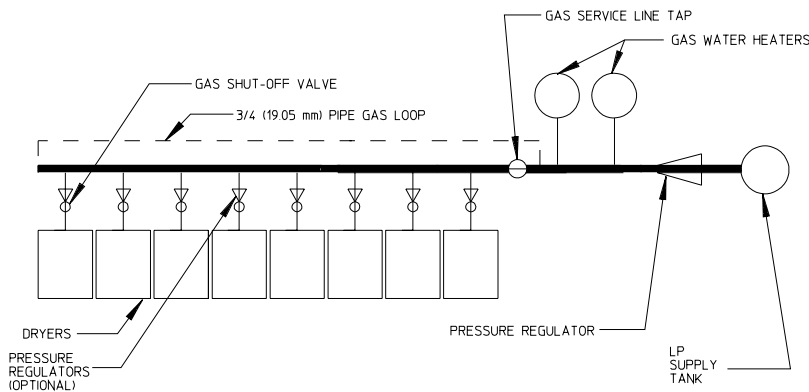 GAS SERVICE LINE TAP
GAS WATER HEATERS
GAS SHUT-OFF VALVE
3/4 (19.05 mm) PIPE GAS LOOP
DRYERS
PRESSURE
REGULATORS
(OPTIONAL)
PRESSURE REGULATOR
LP
SUPPLY
TANK